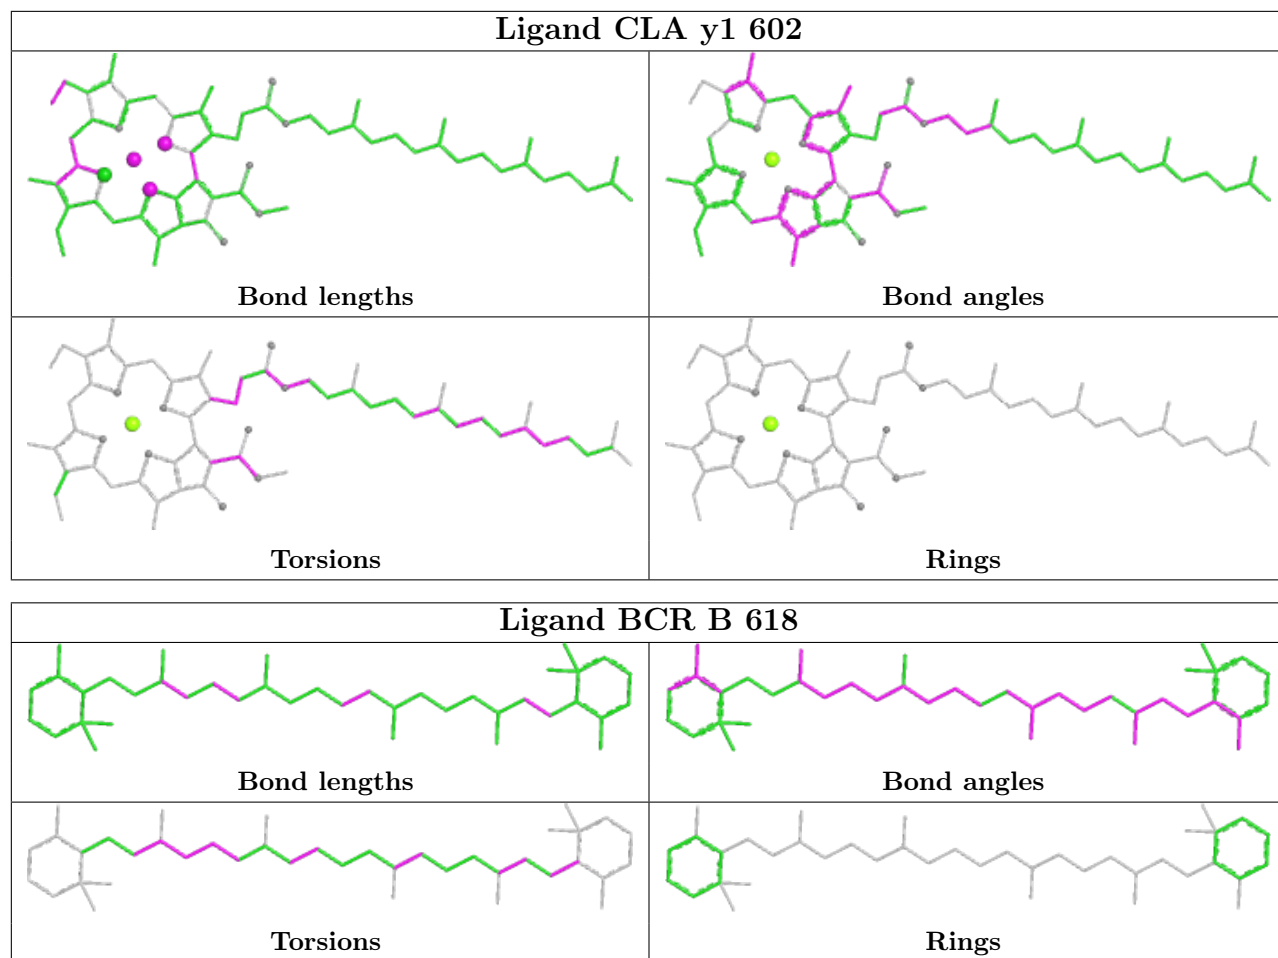 Ligand CLA y1 602
Bond lengths
Bond angles
Torsions
Rings
Ligand BCR B 618
Bond lengths
Bond angles
Torsions
Rings